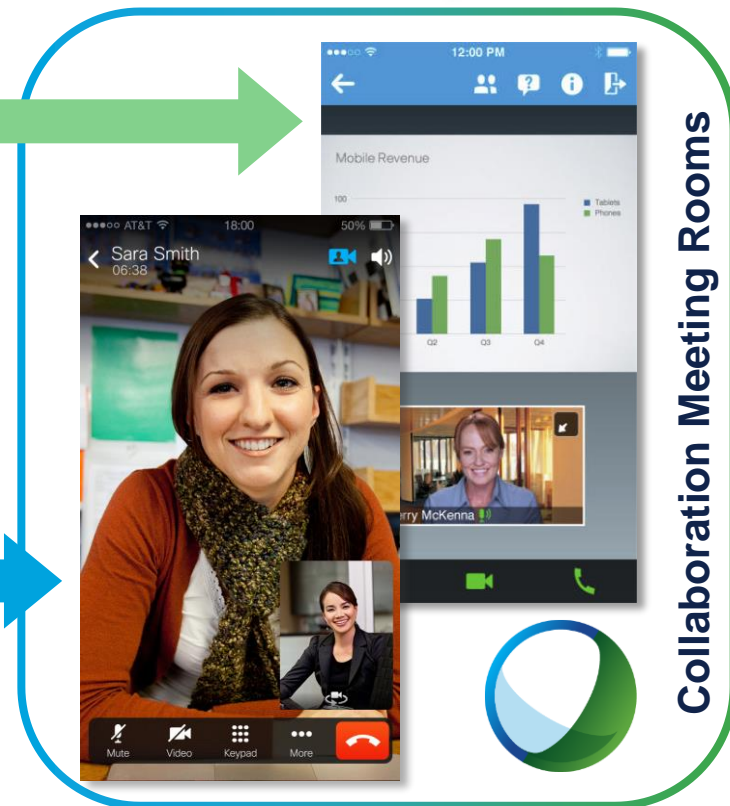 12:00 PM
?
i
Mobile Revenue
100
Tablets
Phones
Q2
Q3
Q4
AT&T
18:00
50%
Sara Smith
06:38
McKenna
Mute
Video
Keypad
More
Collaboration Meeting Rooms